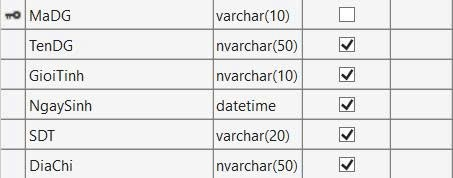 MaDG varchar(10)
TenDG nvarchar(50)
GioiTinh nvarchar(10)
NgaySinh datetime
SDT varchar(20)
DiaChi nvarchar(50)